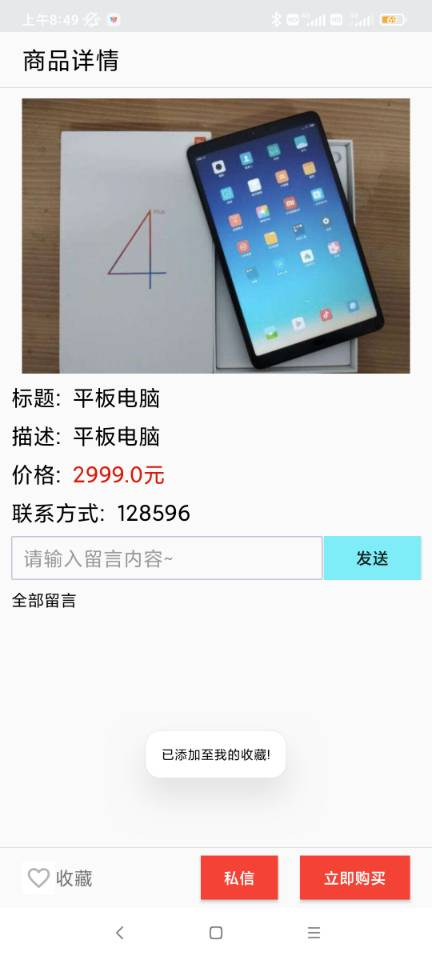 上午8:49
商品详情
4
Plus
标题: 平板电脑
描述: 平板电脑
价格: 2999.0元
联系方式: 128596
请输入留言内容~
发送
全部留言
已添加至我的收藏!
收藏
私信
立即购买